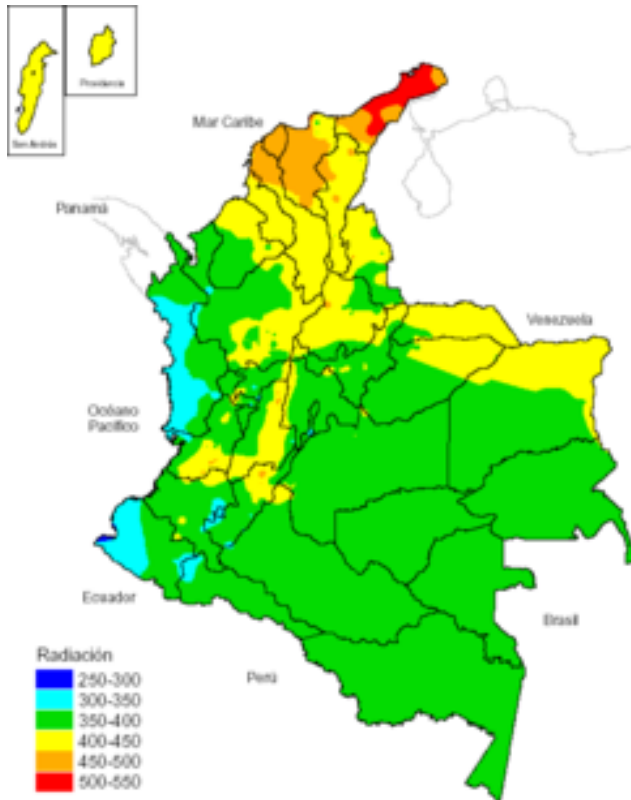 San Andrés
Providencia
Mar Caribe
Panamá
Venezuela
Océano
Pacífico
Ecuador
Brasil
Perú
Radiación
250-300
300-350
350-400
400-450
450-500
500-550